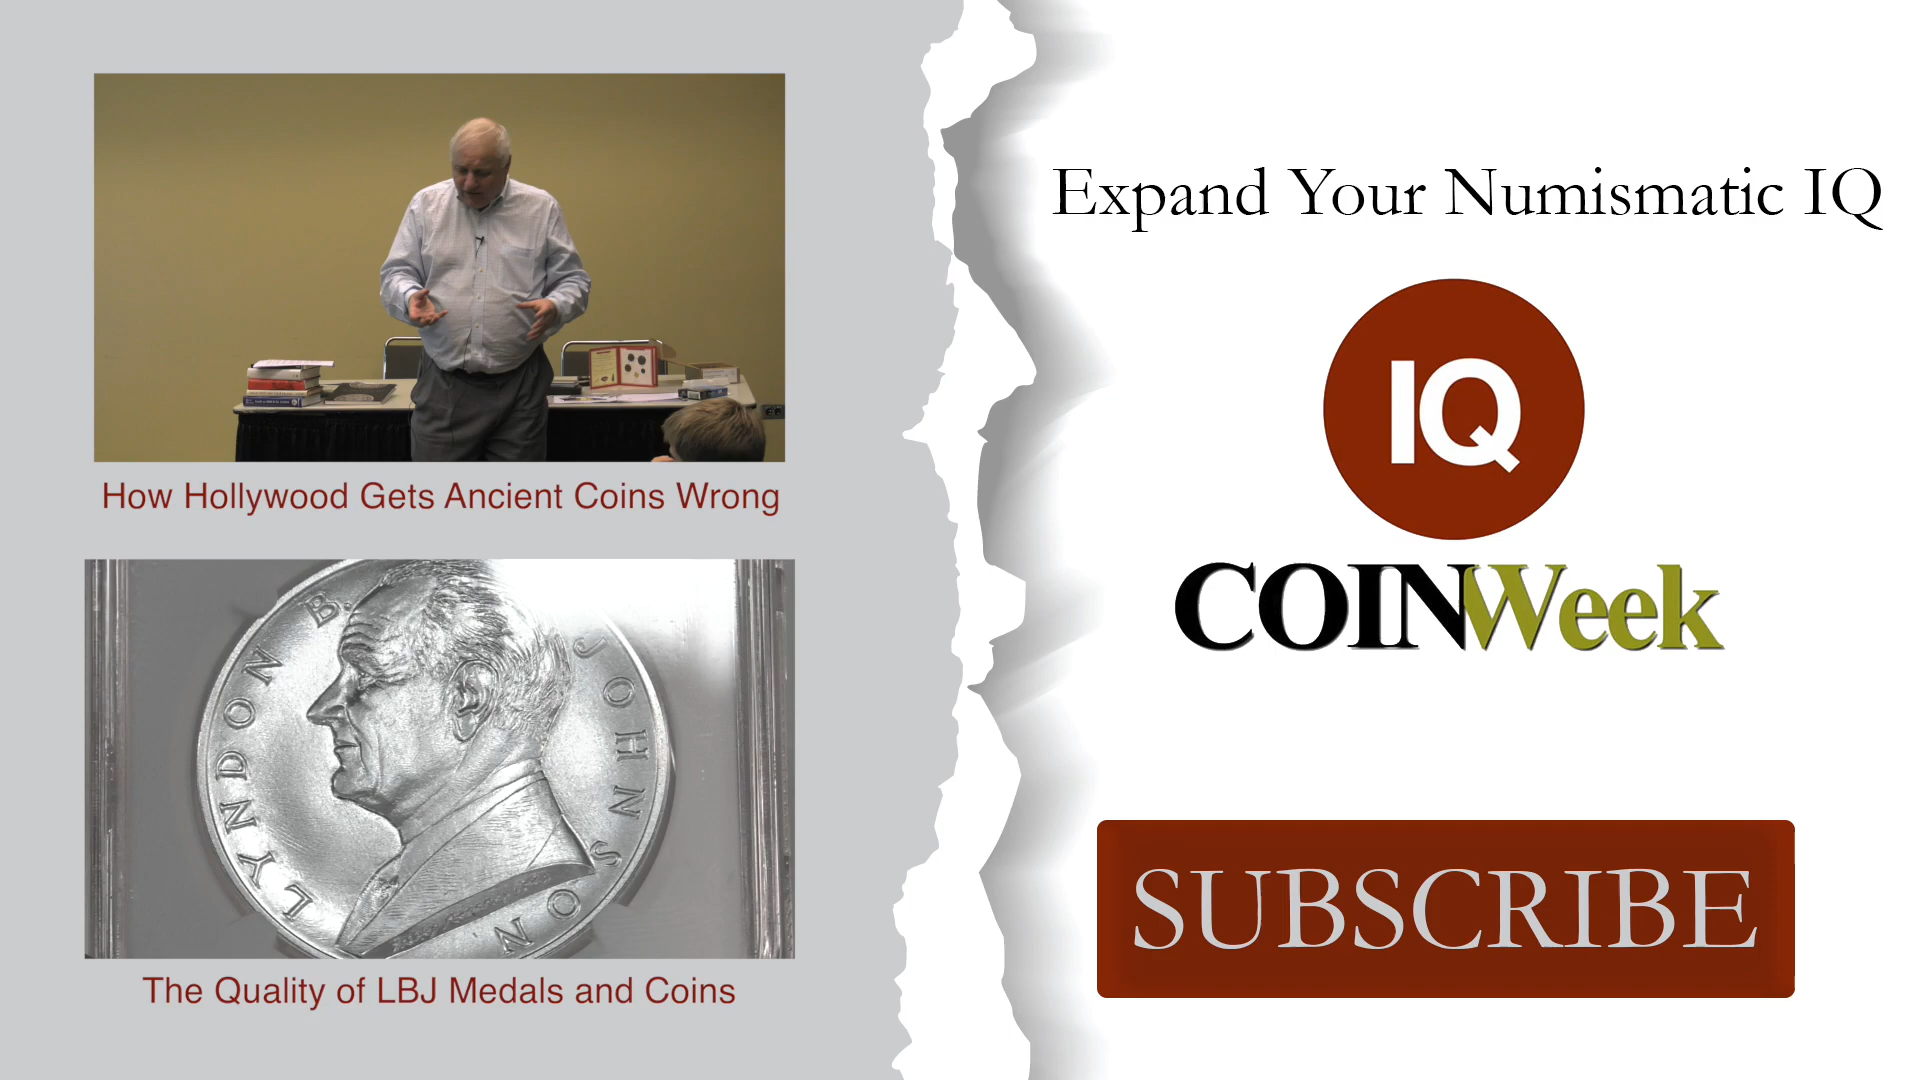 How Hollywood Gets Ancient Coins Wrong
LYNDON B. JOHNSON
The Quality of LBJ Medals and Coins
Expand Your Numismatic IQ
IQ
COINWeek
SUBSCRIBE